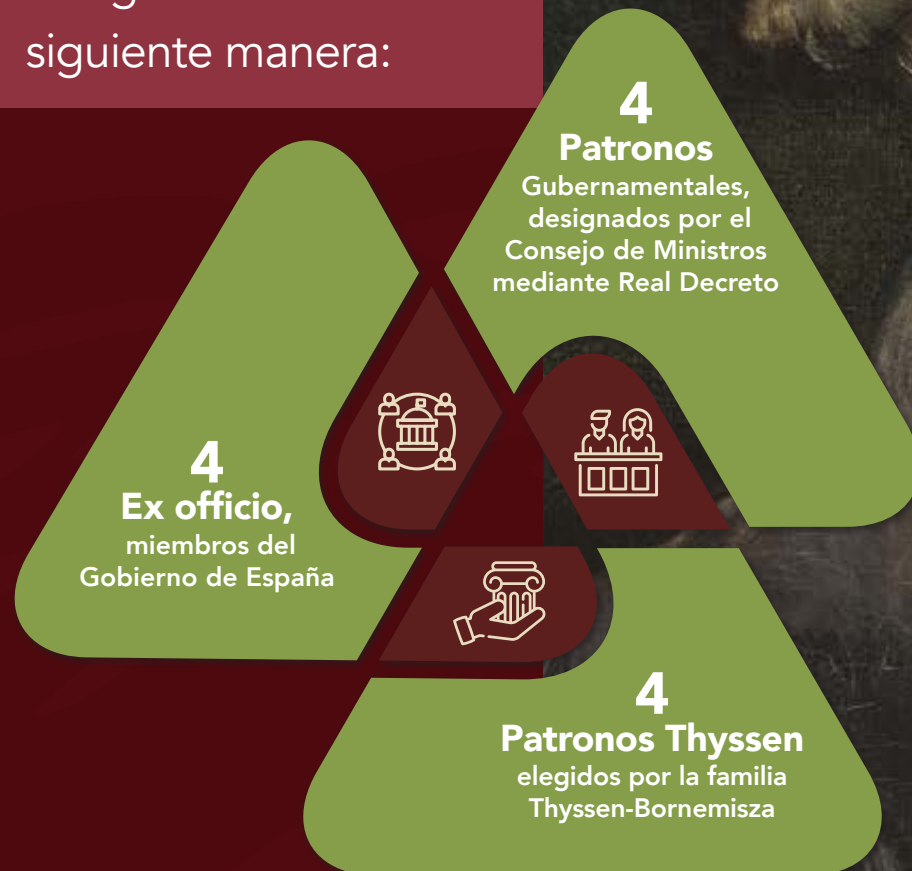 siguiente manera:
4
Patronos
Gubernamentales,
designados por el
Consejo de Ministros
mediante Real Decreto
4
Ex officio,
miembros del
Gobierno de España
4
Patronos Thyssen
elegidos por la familia
Thyssen-Bornemisza